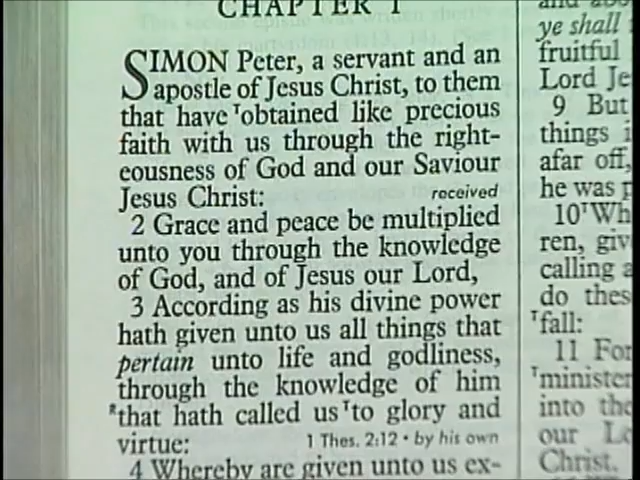 CHAPTER 1
SIMON Peter, a servant and an
apostle of Jesus Christ, to them
that have ᵀobtained like precious
faith with us through the right-
eousness of God and our Saviour
Jesus Christ: received
2 Grace and peace be multiplied
unto you through the knowledge
of God, and of Jesus our Lord,
3 According as his divine power
hath given unto us all things that
pertain unto life and godliness,
through the knowledge of him
ᴿthat hath called us ᵀto glory and
virtue: 1 Thes. 2:12 • by his own
4 Whereby are given unto us ex-
ye shall
fruitful
Lord Je
9 But
things i
afar off,
he was p
10 ᵀWh
ren, giv
calling a
do thes
ᵀfall:
11 For
ᵀminister
into the
our Lo
Christ.